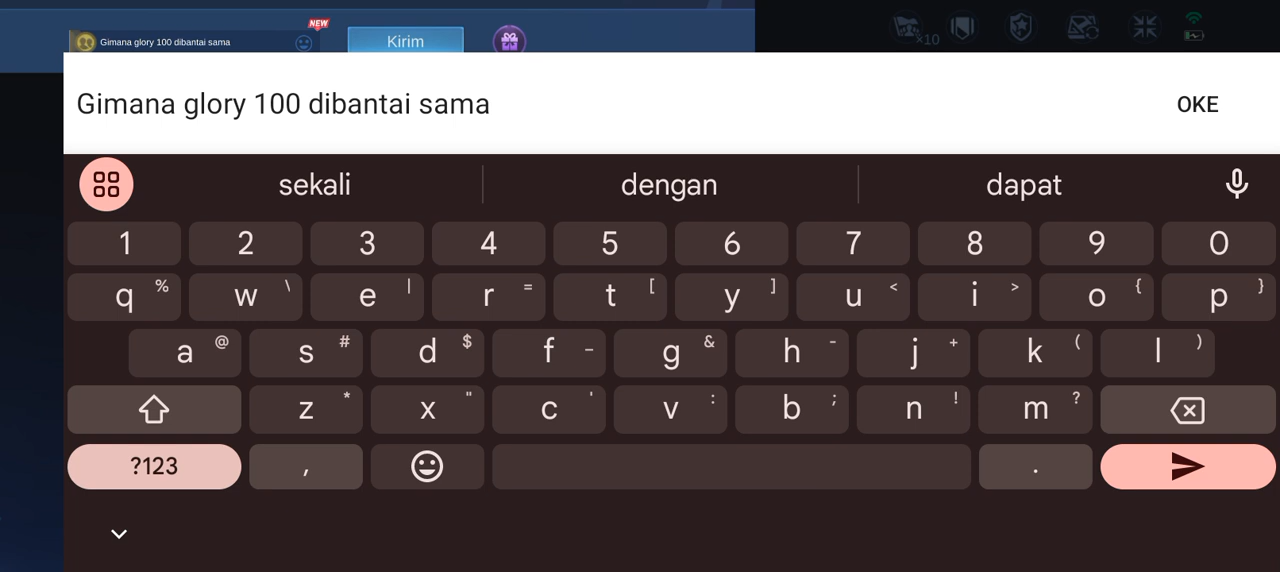 NEW
Gimana glory 100 dibantai sama
Kirim
×10
Gimana glory 100 dibantai sama
OKE
sekali
dengan
dapat
1 2 3 4 5 6 7 8 9 0
q % w \ e | r = t [ y ] u < i > o { p }
a @ s # d $ f _ g & h - j + k ( l )
z * x " c ' v : b ; n ! m ?
?123 , .